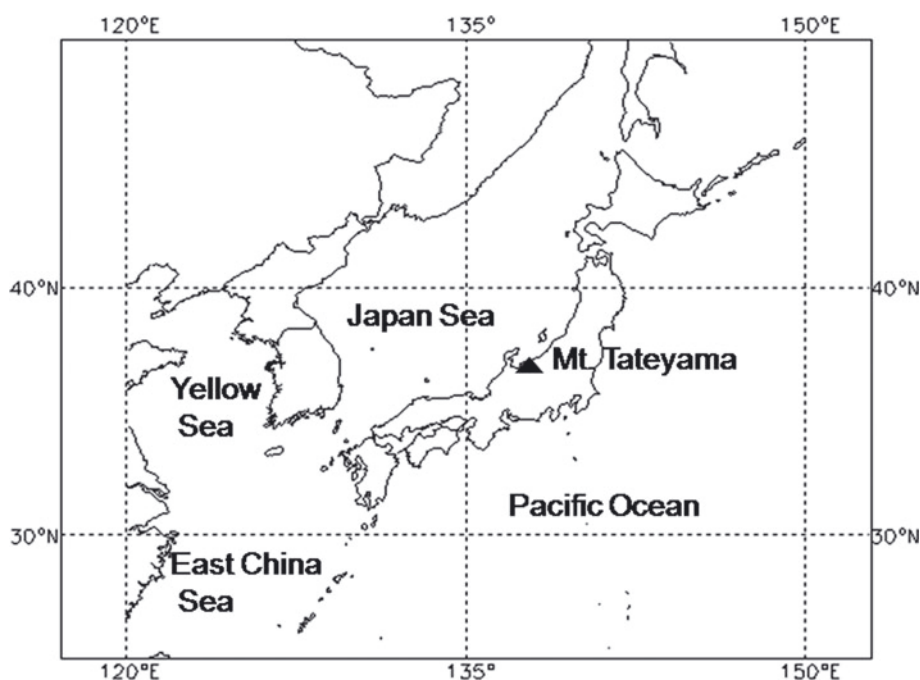 120°E 135° 150°E
40°N 40°N
Japan Sea
Mt. Tateyama
Yellow
Sea
Pacific Ocean
30°N 30°N
East China
Sea
120°E 135° 150°E